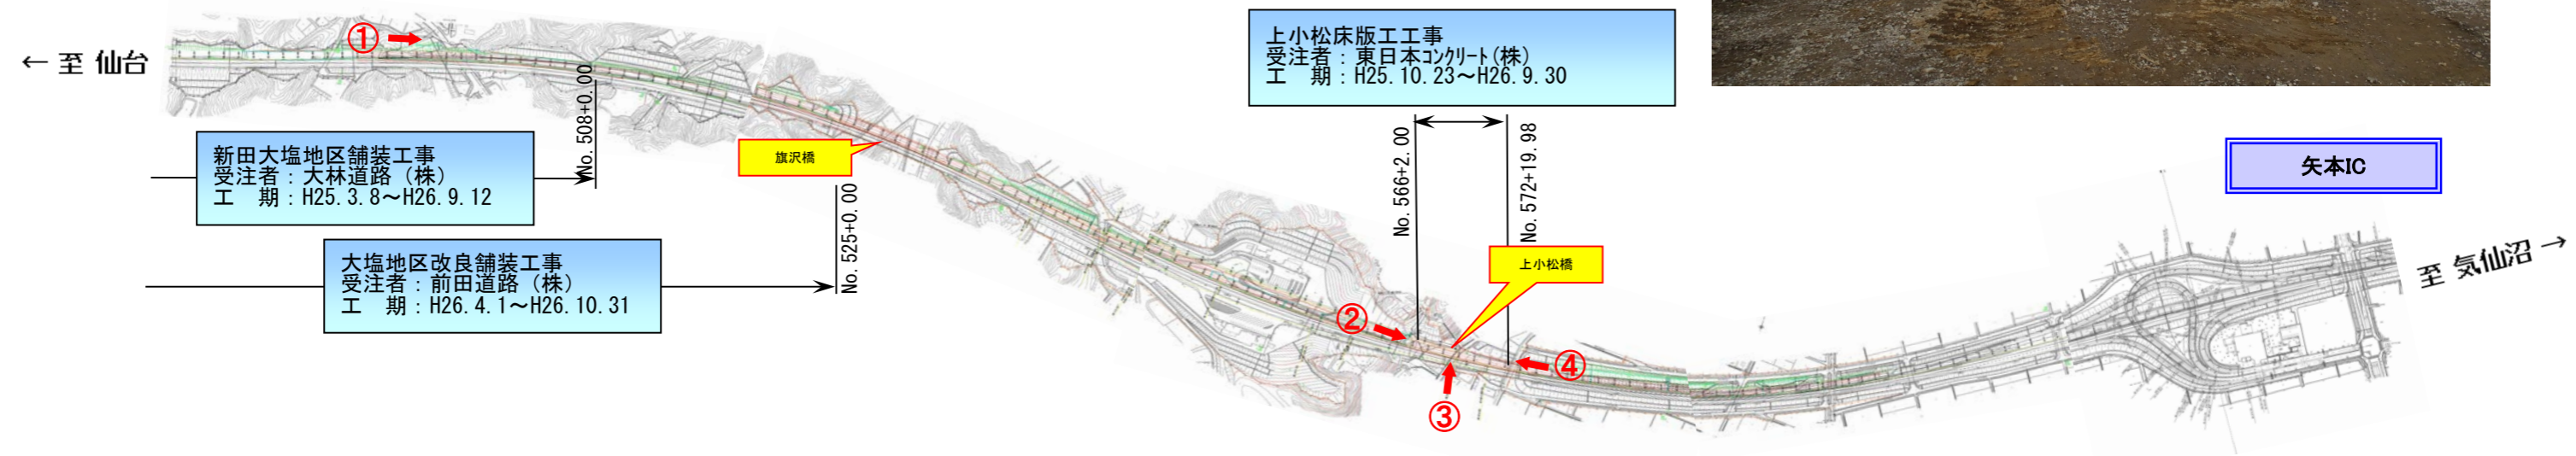 ← 至 仙台
①
新田大塩地区舗装工事
受注者：大林道路（株）
工　期：H25.3.8～H26.9.12
No.508+0.00
大塩地区改良舗装工事
受注者：前田道路（株）
工　期：H26.4.1～H26.10.31
No.525+0.00
旗沢橋
上小松床版工工事
受注者：東日本ｺﾝｸﾘｰﾄ(株)
工　期：H25.10.23～H26.9.30
No.566+2.00
No.572+19.98
上小松橋
②
③
④
矢本IC
至 気仙沼 →